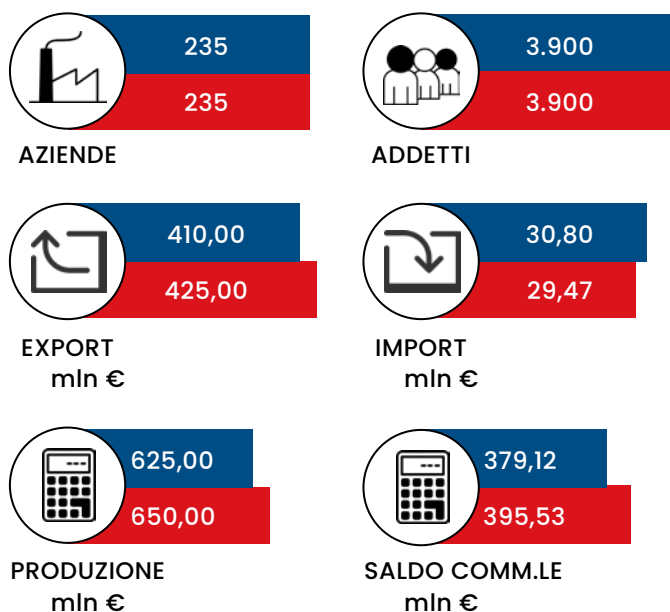 235
235
AZIENDE
3.900
3.900
ADDETTI
410,00
425,00
EXPORT
mln €
30,80
29,47
IMPORT
mln €
625,00
650,00
PRODUZIONE
mln €
379,12
395,53
SALDO COMM.LE
mln €